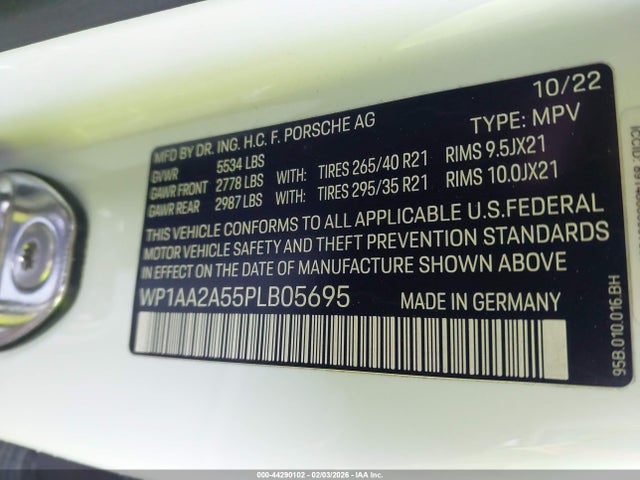 10/22
MFD BY DR. ING. H.C. F. PORSCHE AG
TYPE: MPV
GVWR 5534 LBS
GAWR FRONT 2778 LBS WITH: TIRES 265/40 R21 RIMS 9.5JX21
GAWR REAR 2987 LBS WITH: TIRES 295/35 R21 RIMS 10.0JX21
THIS VEHICLE CONFORMS TO ALL APPLICABLE U.S.FEDERAL
MOTOR VEHICLE SAFETY AND THEFT PREVENTION STANDARDS
IN EFFECT ON THE DATE OF MANUFACTURE SHOWN ABOVE
WP1AA2A55PLB05695 MADE IN GERMANY
95B.010.016.BH
000-44290102 - 02/03/2026 - IAA Inc.